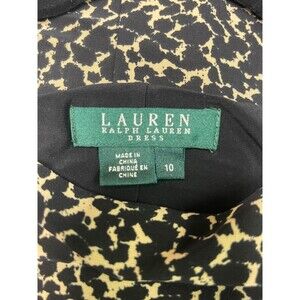 LAUREN
RALPH LAUREN
DRESS
MADE IN
CHINA
FABRIQUÉ EN
CHINE
10